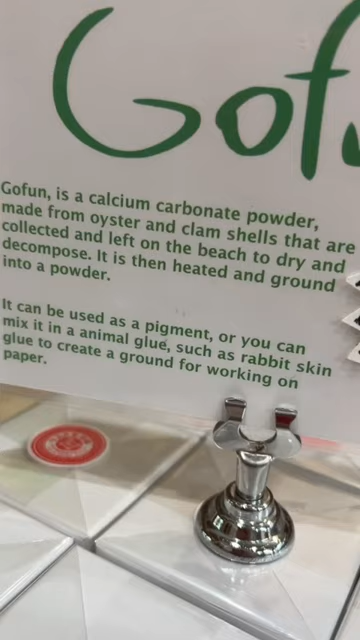 Gofu
Gofun, is a calcium carbonate powder,
made from oyster and clam shells that are
collected and left on the beach to dry and
decompose. It is then heated and ground
into a powder.
It can be used as a pigment, or you can
mix it in a animal glue, such as rabbit skin
glue to create a ground for working on
paper.